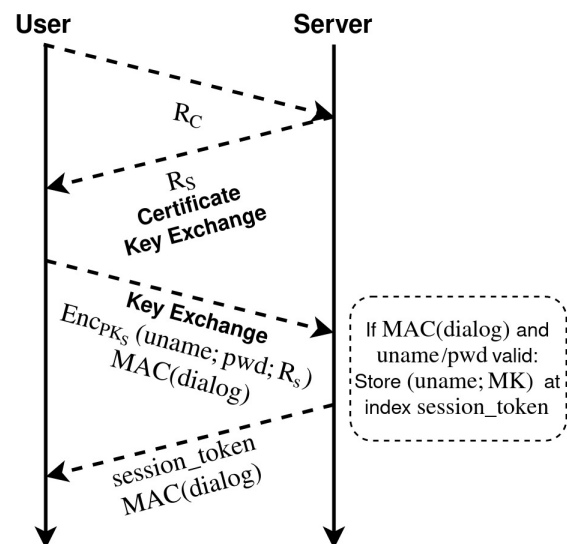 User
Server
R_C
R_S
Certificate
Key Exchange
Key Exchange
Enc_PK_S (uname; pwd; R_s)
MAC(dialog)
If MAC(dialog) and
uname/pwd valid:
Store (uname; MK) at
index session_token
session_token
MAC(dialog)